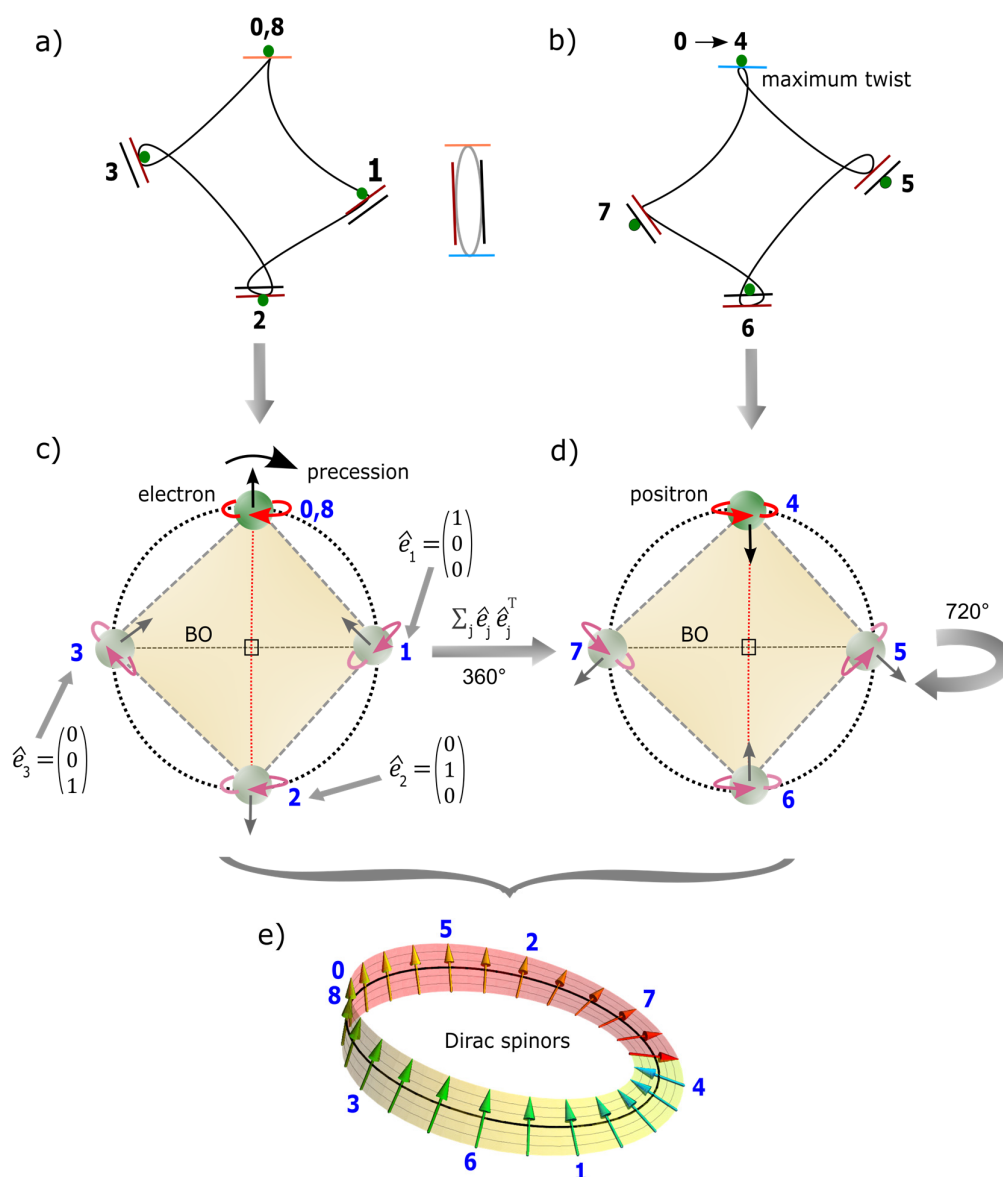 a)
0,8
3
1
2
b)
0 → 4
maximum twist
5
7
6
c)
electron
precession
0,8
ê₁ = (1 0 0)
BO
3
1
ê₃ = (0 0 1)
ê₂ = (0 1 0)
2
∑ⱼ êⱼ êⱼᵀ
360°
d)
positron
4
720°
BO
7
5
6
e)
5
2
0
8
7
Dirac spinors
4
3
6
1